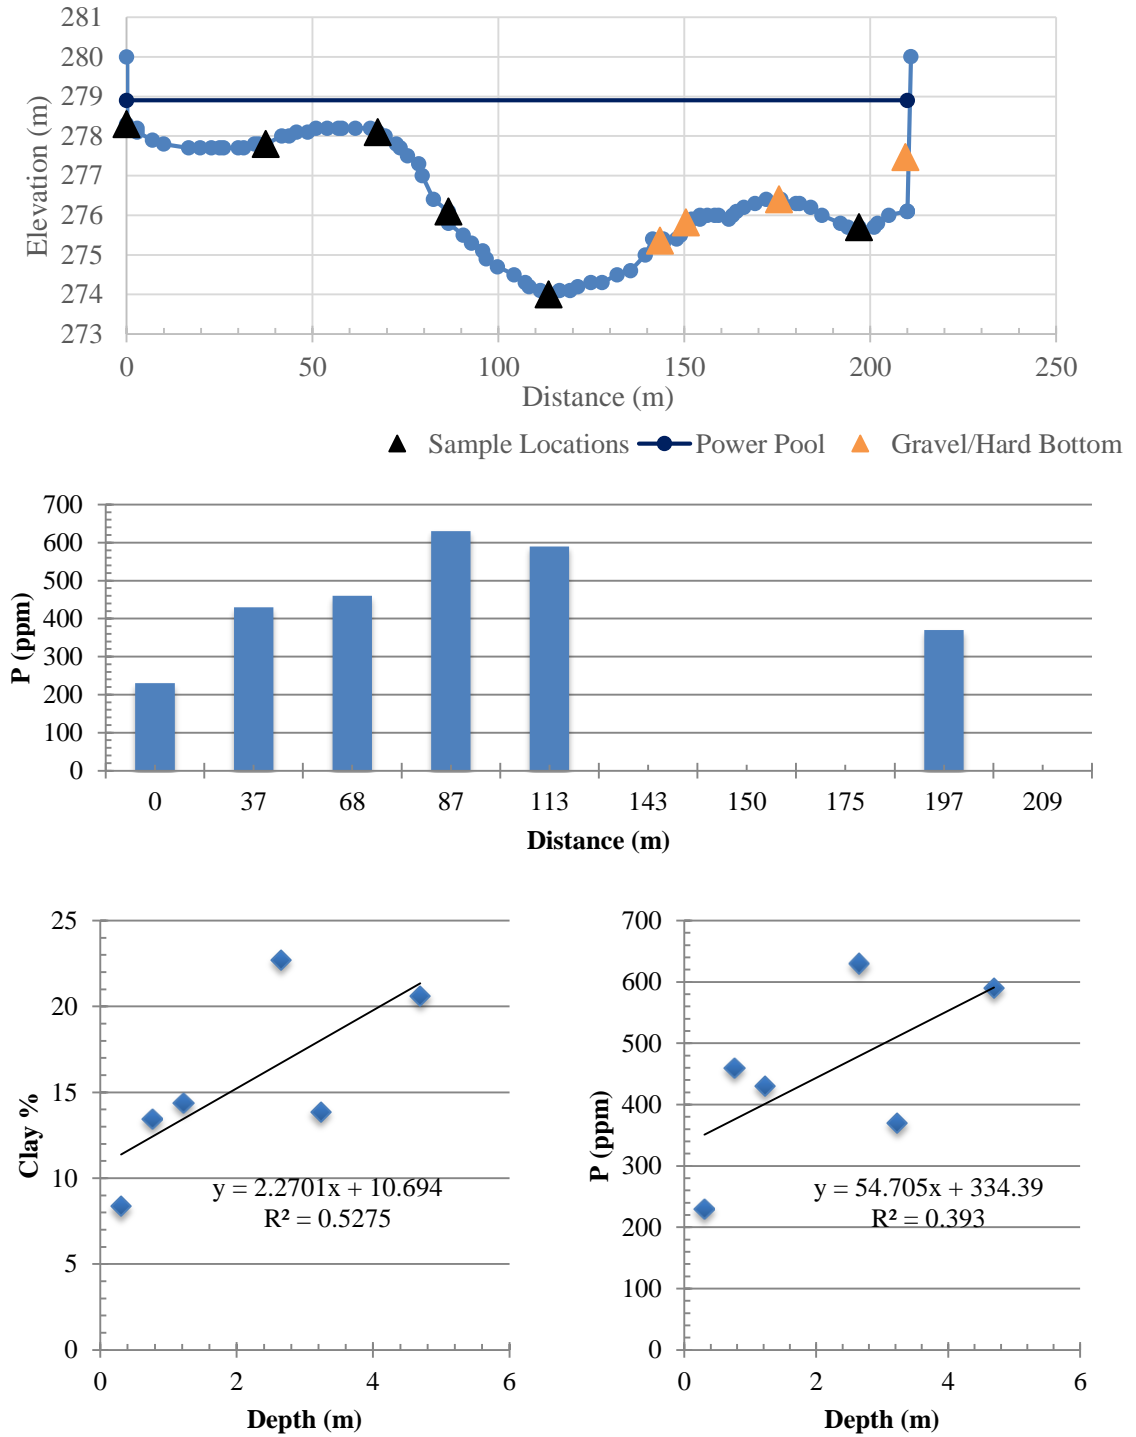 281
280
279
278
277
276
275
274
273
Elevation (m)
0 50 100 150 200 250
Distance (m)
Sample Locations Power Pool Gravel/Hard Bottom
700
600
500
400
300
200
100
0
P (ppm)
0 37 68 87 113 143 150 175 197 209
Distance (m)
25
20
15
10
5
0
Clay %
y = 2.2701x + 10.694
R² = 0.5275
0 2 4 6
Depth (m)
700
600
500
400
300
200
100
0
P (ppm)
y = 54.705x + 334.39
R² = 0.393
0 2 4 6
Depth (m)